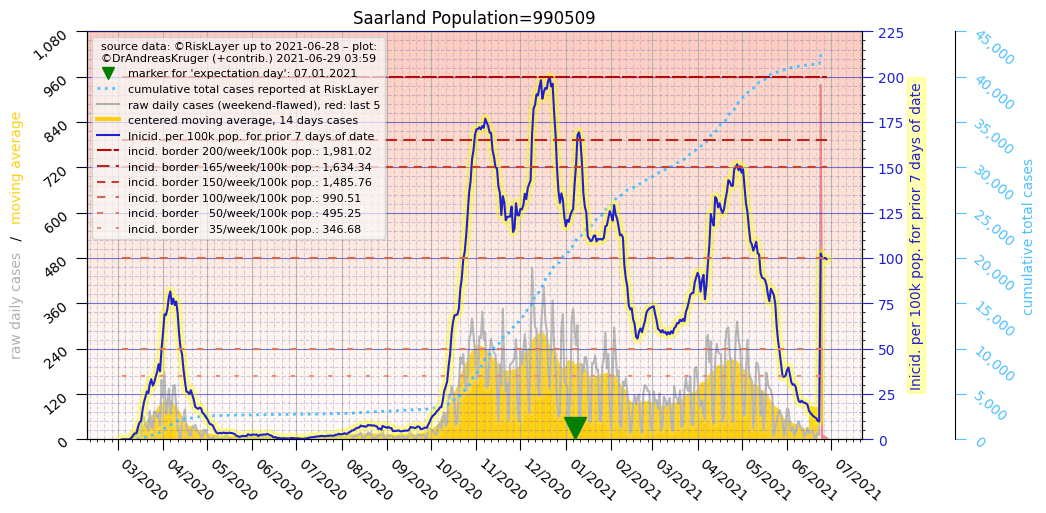 Saarland Population=990509
source data: ©RiskLayer up to 2021-06-28 – plot:
©DrAndreasKruger (+contrib.) 2021-06-29 03:59
marker for 'expectation day': 07.01.2021
cumulative total cases reported at RiskLayer
raw daily cases (weekend-flawed), red: last 5
centered moving average, 14 days cases
Inicid. per 100k pop. for prior 7 days of date
incid. border 200/week/100k pop.: 1,981.02
incid. border 165/week/100k pop.: 1,634.34
incid. border 150/week/100k pop.: 1,485.76
incid. border 100/week/100k pop.: 990.51
incid. border   50/week/100k pop.: 495.25
incid. border   35/week/100k pop.: 346.68
raw daily cases   /   moving average
1,080
960
840
720
600
480
360
240
120
0
03/2020
04/2020
05/2020
06/2020
07/2020
08/2020
09/2020
10/2020
11/2020
12/2020
01/2021
02/2021
03/2021
04/2021
05/2021
06/2021
07/2021
225
200
175
150
125
100
75
50
25
0
Inicid. per 100k pop. for prior 7 days of date
45,000
40,000
35,000
30,000
25,000
20,000
15,000
10,000
5,000
0
cumulative total cases